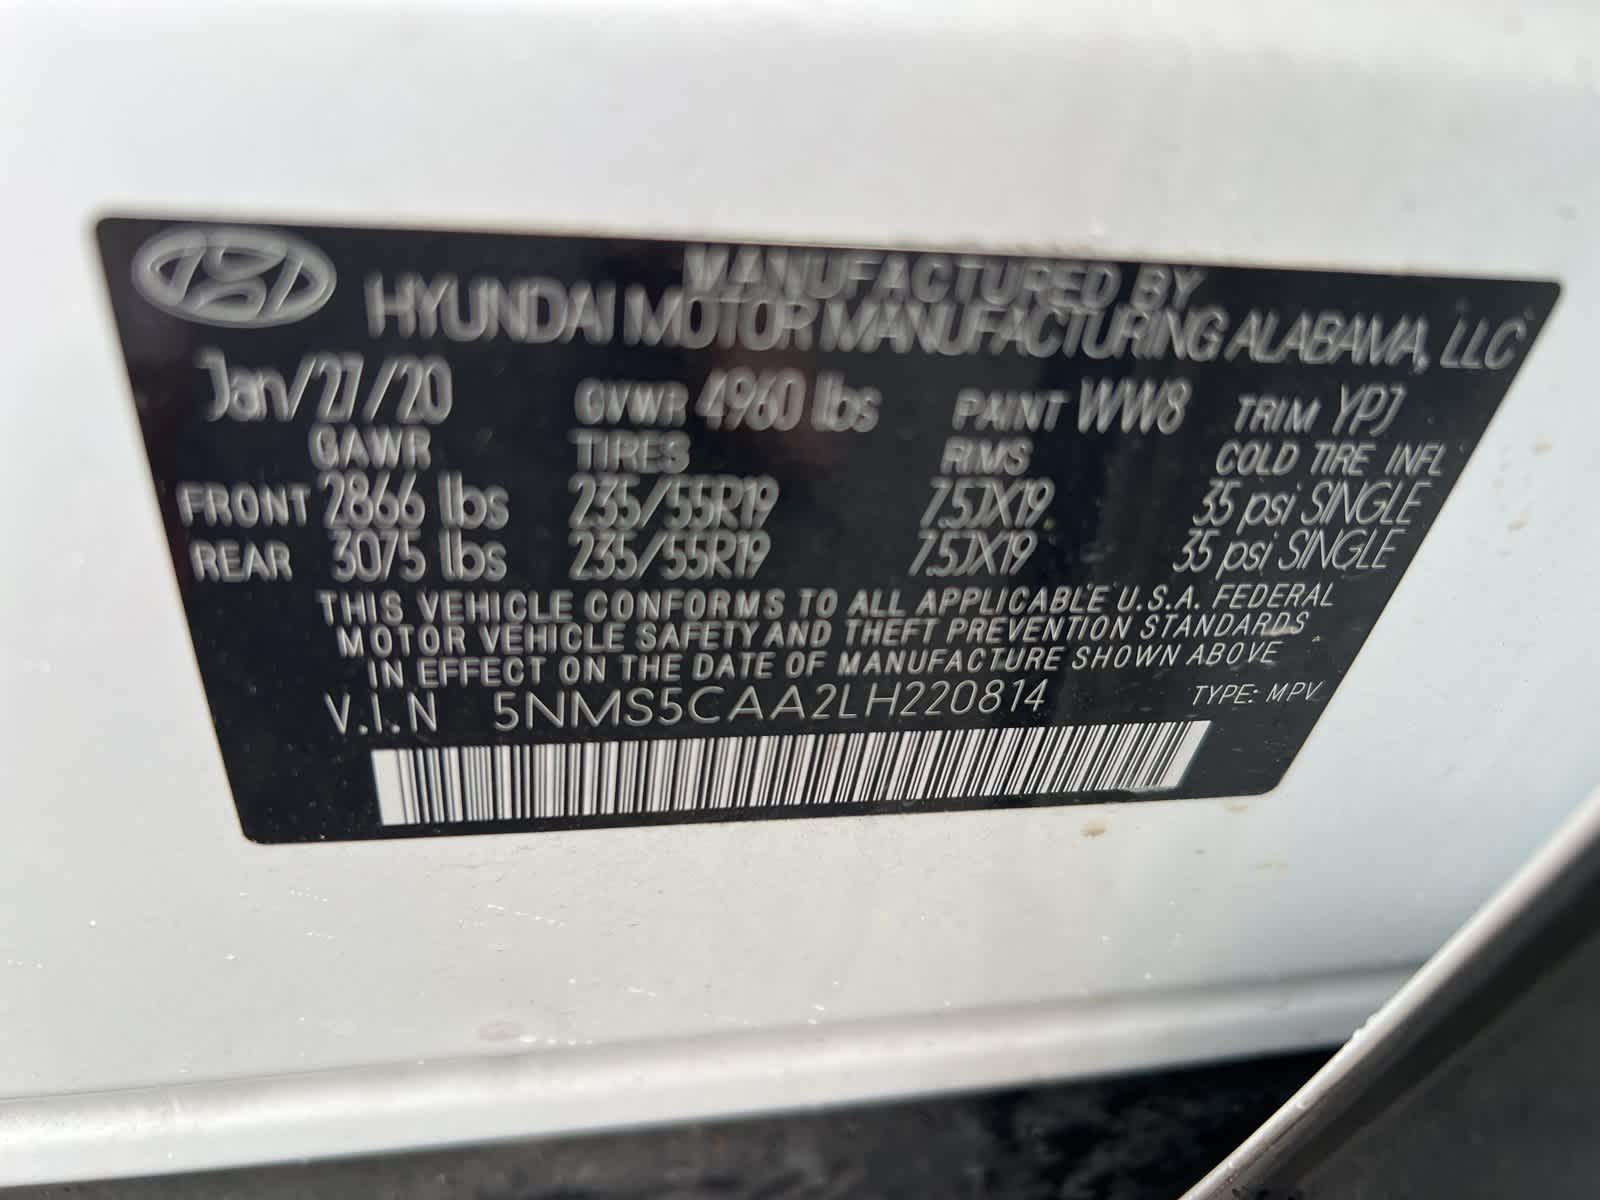 MANUFACTURED BY
HYUNDAI MOTOR MANUFACTURING ALABAMA, LLC
Jan/27/20 GVWR 4960 lbs PAINT WW8 TRIM YPJ
GAWR TIRES RIMS COLD TIRE INFL
FRONT 2866 lbs 235/55R19 7.5JX19 35 psi SINGLE
REAR 3075 lbs 235/55R19 7.5JX19 35 psi SINGLE
THIS VEHICLE CONFORMS TO ALL APPLICABLE U.S.A. FEDERAL
MOTOR VEHICLE SAFETY AND THEFT PREVENTION STANDARDS
IN EFFECT ON THE DATE OF MANUFACTURE SHOWN ABOVE
V.I.N 5NMS5CAA2LH220814 TYPE: MPV